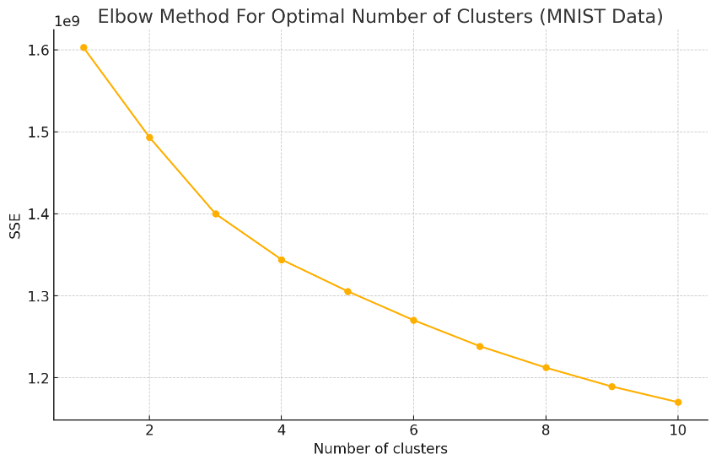 Elbow Method For Optimal Number of Clusters (MNIST Data)
1e9
1.6
1.5
1.4
1.3
1.2
SSE
2 4 6 8 10
Number of clusters